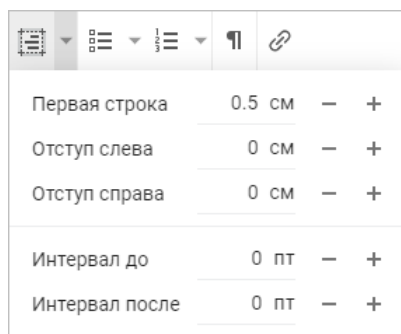 Первая строка 0.5 см − +
Отступ слева 0 см − +
Отступ справа 0 см − +
Интервал до 0 пт − +
Интервал после 0 пт − +